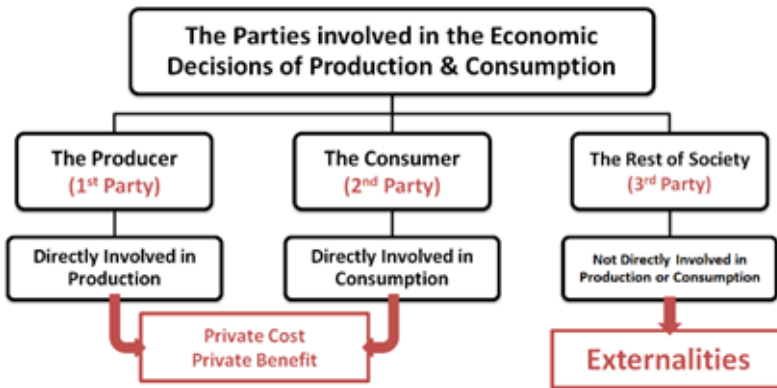 The Parties involved in the Economic
Decisions of Production & Consumption
The Producer
(1st Party)
The Consumer
(2nd Party)
The Rest of Society
(3rd Party)
Directly Involved in
Production
Directly Involved in
Consumption
Not Directly Involved in
Production or Consumption
Private Cost
Private Benefit
Externalities